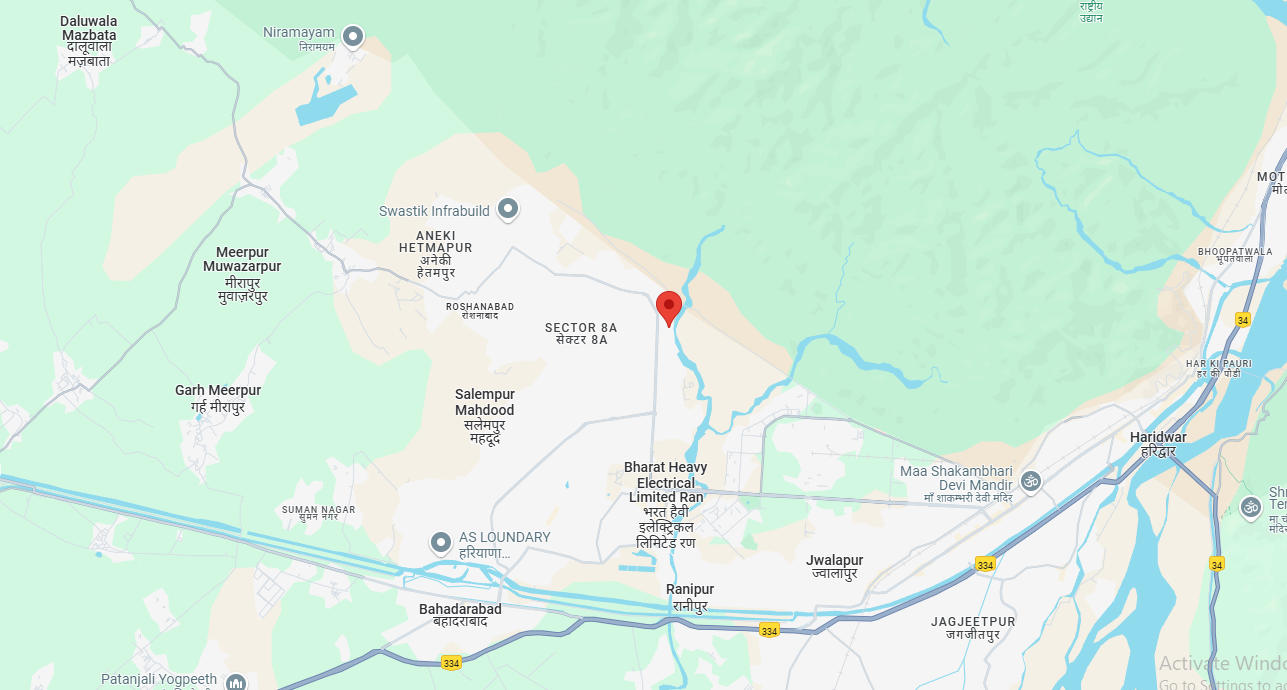 Daluwala
Mazbata
दालूवाला
मज़बाता
Niramayam
निरामयम
राष्ट्रीय
उद्यान
Swastik Infrabuild
ANEKI
HETMAPUR
अनेकी
हेतमपुर
Meerpur
Muwazarpur
मीरापुर
मुवाज़रपुर
ROSHANABAD
रोशनाबाद
SECTOR 8A
सेक्टर 8A
MOT
BHOOPATWALA
भूपतवाला
34
HAR KI PAURI
हर की पौड़ी
Garh Meerpur
गर्ह मीरापुर
Salempur
Mahdood
सलेमपुर
महदूद
Haridwar
हरिद्वार
Bharat Heavy
Electrical
Limited Ran
भरत हैवी
इलेक्ट्रिकल
लिमिटेड रण
Maa Shakambhari
Devi Mandir
माँ शाकम्भरी देवी मंदिर
SUMAN NAGAR
सुमन नगर
AS LOUNDARY
हरियाणा...
Jwalapur
ज्वालापुर
334
34
Ranipur
रानीपुर
Bahadarabad
बहादराबाद
334
JAGJEETPUR
जगजीतपुर
334
Patanjali Yogpeeth
Activate Windo
Go to Settings to a